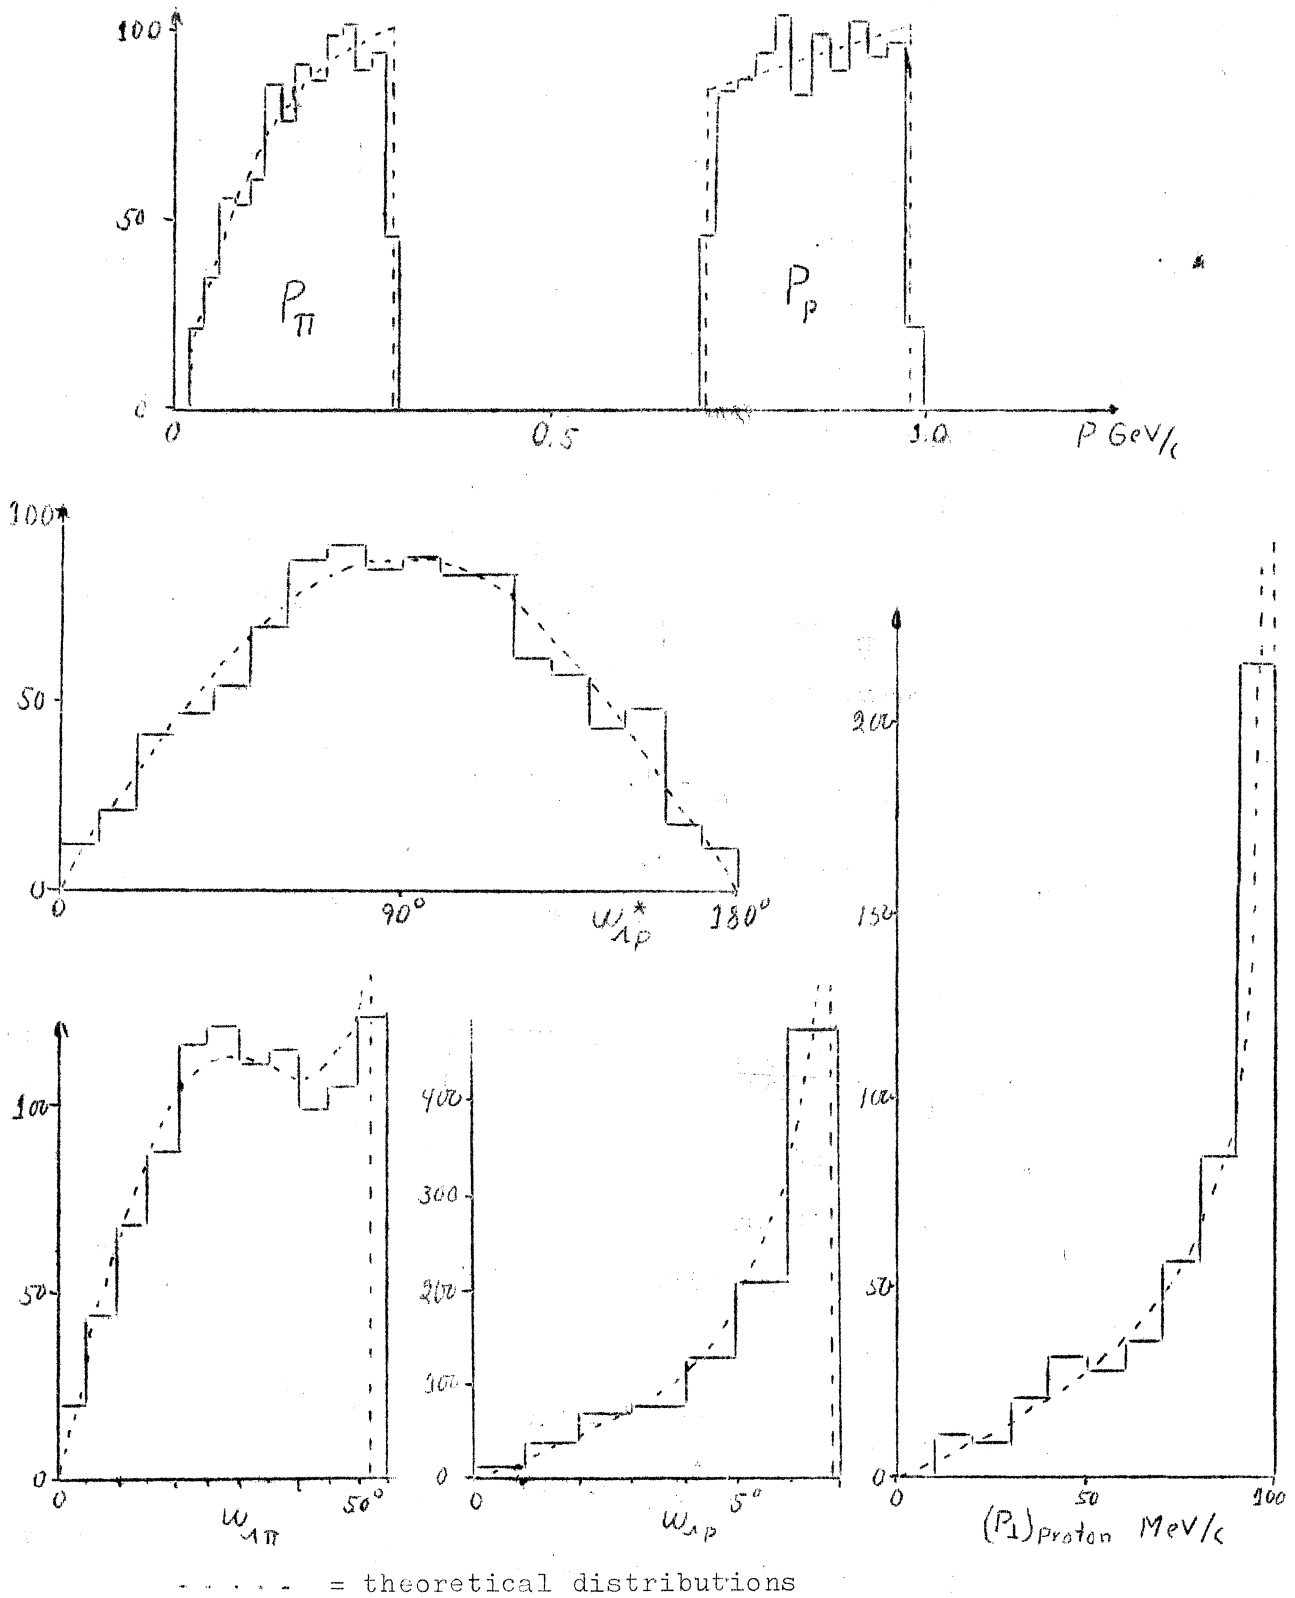 100
50
0
P_π
P_p
0 0.5 1.0 P GeV/c
100
50
0
0 90° ω*_Λp 180°
100
50
0
0 50°
ω_Λπ
400
300
200
100
0
0 5°
ω_Λp
200
150
100
50
0
0 50 100
(P⊥)Proton MeV/c
- - - - - = theoretical distributions